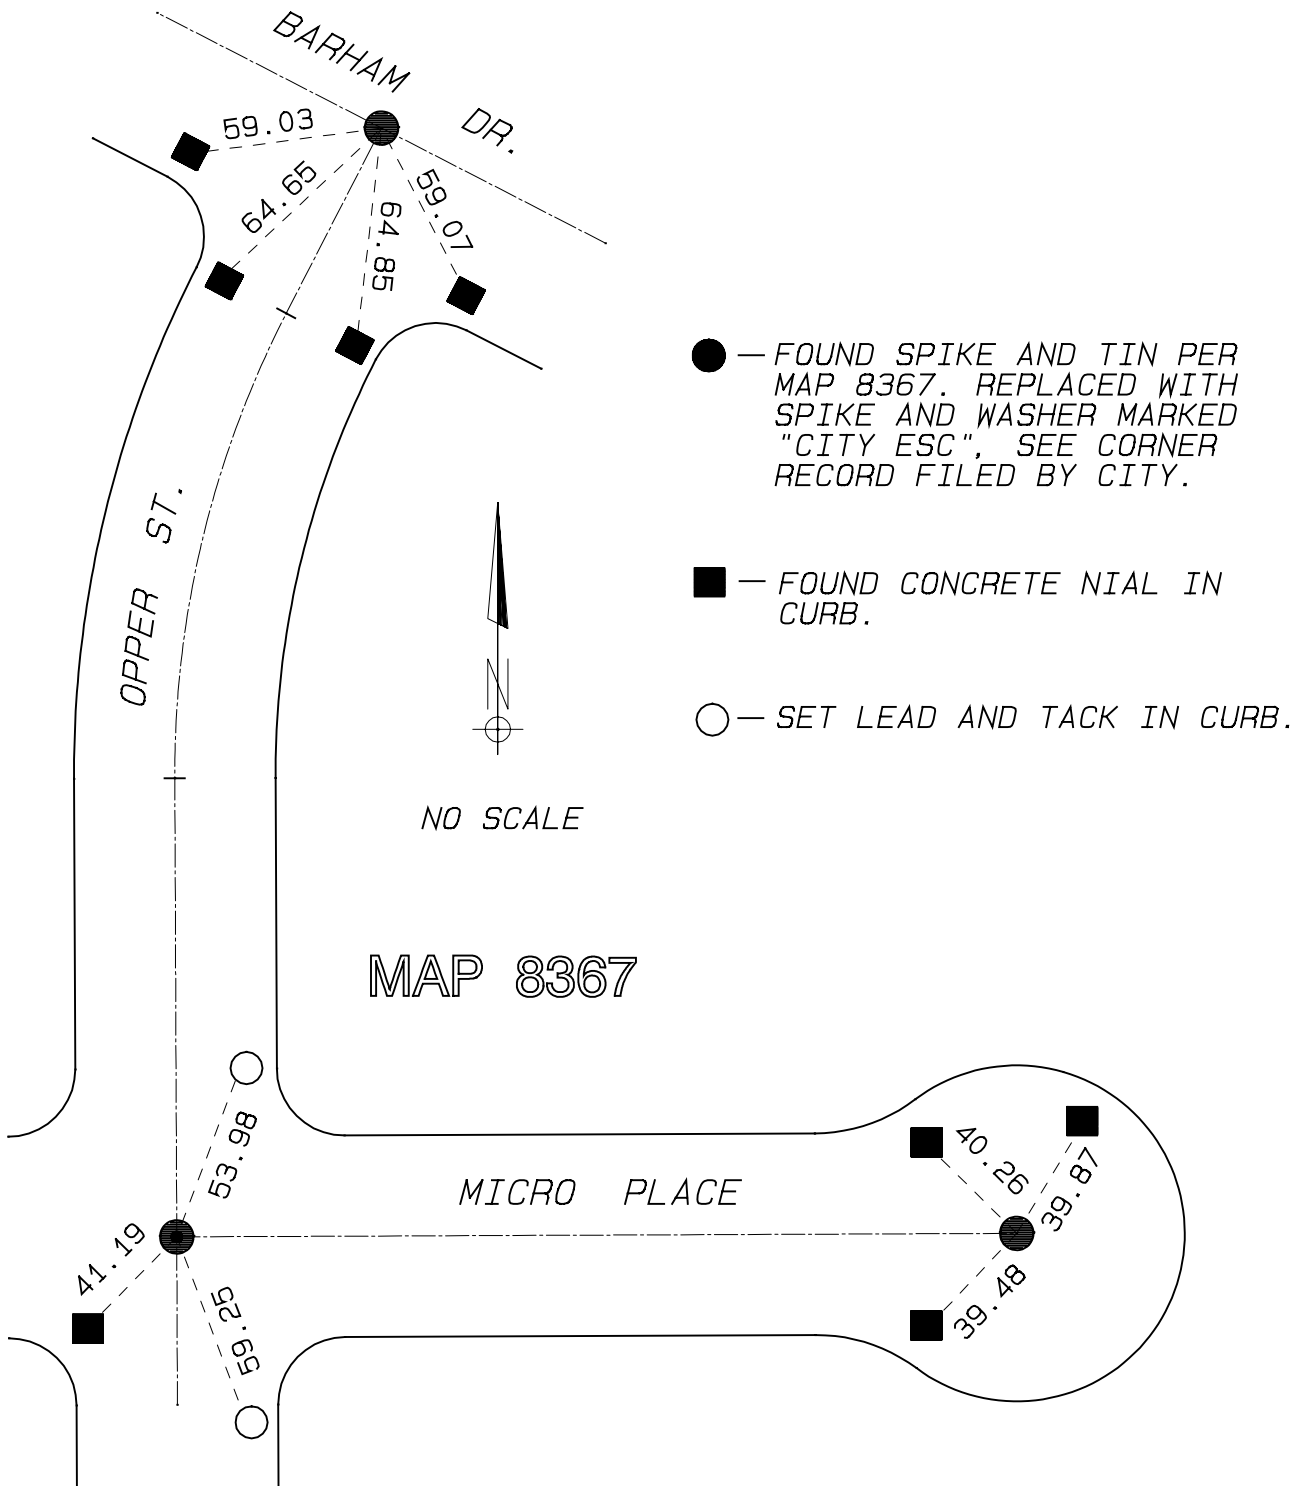 BARHAM DR.
59.03
64.65
64.85
59.07
FOUND SPIKE AND TIN PER
MAP 8367. REPLACED WITH
SPIKE AND WASHER MARKED
"CITY ESC", SEE CORNER
RECORD FILED BY CITY.
OPPER ST.
FOUND CONCRETE NIAL IN
CURB.
N
SET LEAD AND TACK IN CURB.
NO SCALE
MAP 8367
53.98
41.19
59.25
MICRO PLACE
40.26
39.87
39.48